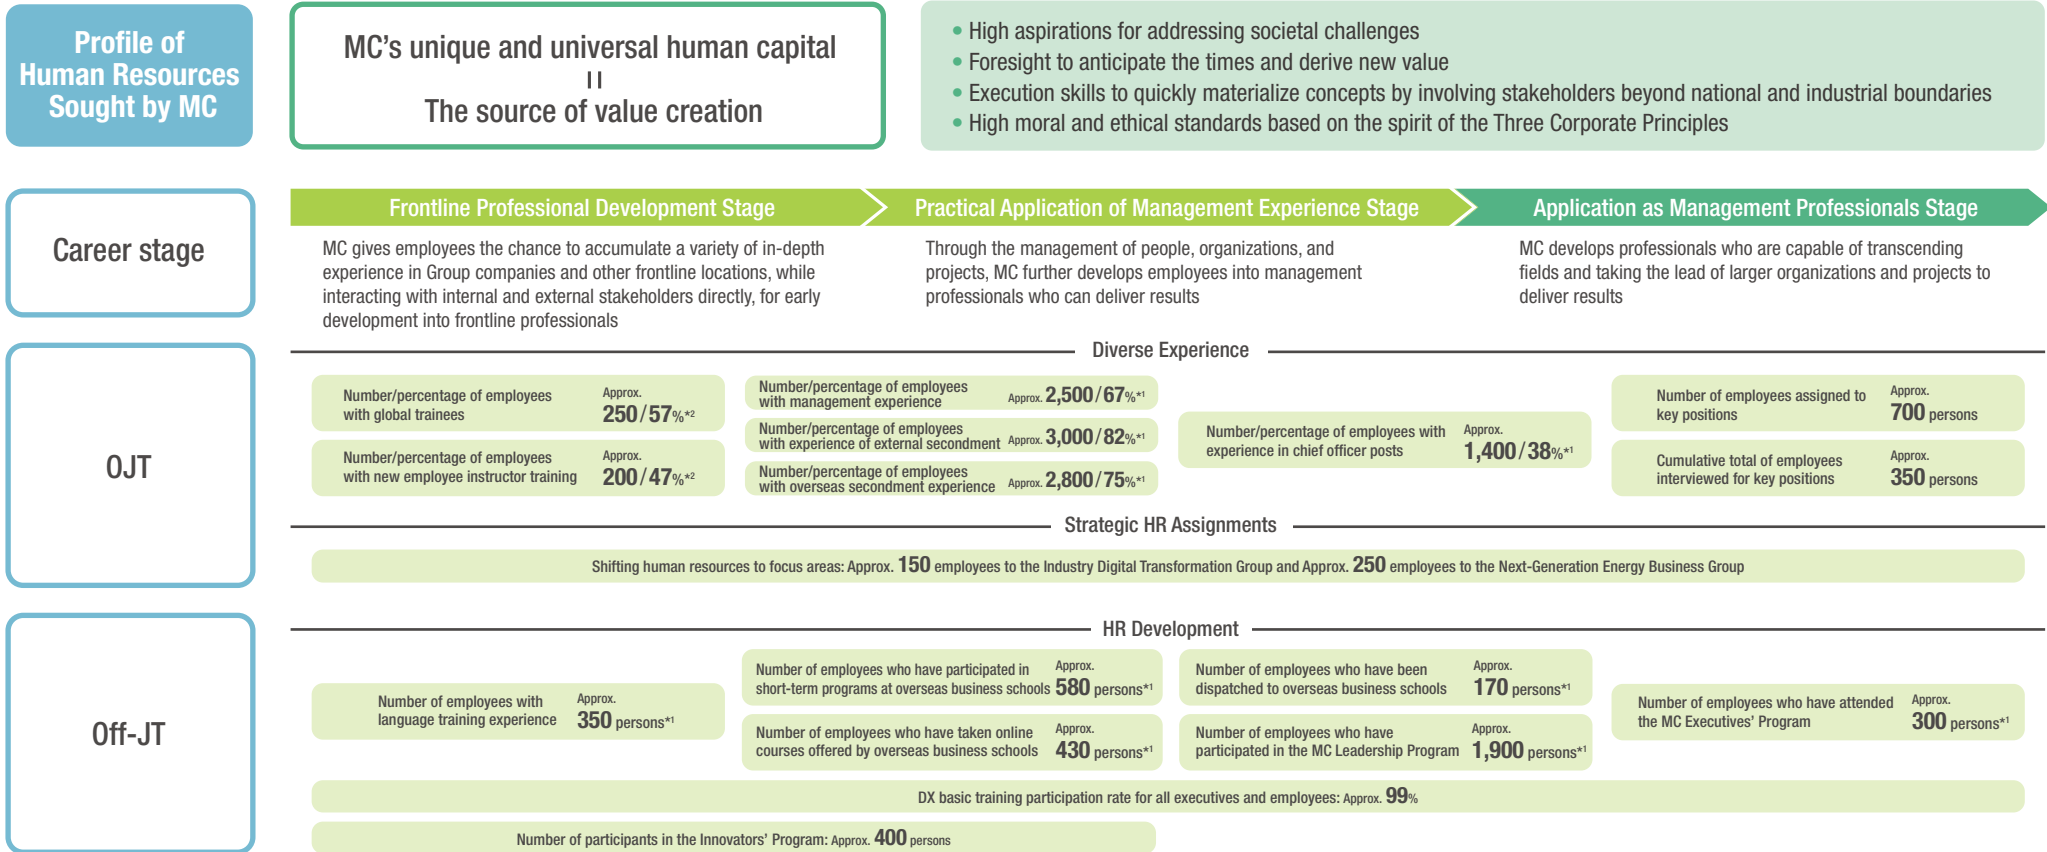 Profile of
Human Resources
Sought by MC
MC's unique and universal human capital
=
The source of value creation
• High aspirations for addressing societal challenges
• Foresight to anticipate the times and derive new value
• Execution skills to quickly materialize concepts by involving stakeholders beyond national and industrial boundaries
• High moral and ethical standards based on the spirit of the Three Corporate Principles
Career stage
Frontline Professional Development Stage
MC gives employees the chance to accumulate a variety of in-depth
experience in Group companies and other frontline locations, while
interacting with internal and external stakeholders directly, for early
development into frontline professionals
Practical Application of Management Experience Stage
Through the management of people, organizations, and
projects, MC further develops employees into management
professionals who can deliver results
Application as Management Professionals Stage
MC develops professionals who are capable of transcending
fields and taking the lead of larger organizations and projects to
deliver results
OJT
Diverse Experience
Number/percentage of employees
with global trainees
Approx.
250/57%*2
Number/percentage of employees
with new employee instructor training
Approx.
200/47%*2
Number/percentage of employees
with management experience
Approx. 2,500/67%*1
Number/percentage of employees
with experience of external secondment
Approx. 3,000/82%*1
Number/percentage of employees
with overseas secondment experience
Approx. 2,800/75%*1
Number/percentage of employees with
experience in chief officer posts
Approx.
1,400/38%*1
Number of employees assigned to
key positions
Approx.
700 persons
Cumulative total of employees
interviewed for key positions
Approx.
350 persons
Strategic HR Assignments
Shifting human resources to focus areas: Approx. 150 employees to the Industry Digital Transformation Group and Approx. 250 employees to the Next-Generation Energy Business Group
Off-JT
HR Development
Number of employees with
language training experience
Approx.
350 persons*1
Number of employees who have participated in
short-term programs at overseas business schools
Approx.
580 persons*1
Number of employees who have taken online
courses offered by overseas business schools
Approx.
430 persons*1
Number of employees who have been
dispatched to overseas business schools
Approx.
170 persons*1
Number of employees who have
participated in the MC Leadership Program
Approx.
1,900 persons*1
Number of employees who have attended
the MC Executives' Program
Approx.
300 persons*1
DX basic training participation rate for all executives and employees: Approx. 99%
Number of participants in the Innovators' Program: Approx. 400 persons